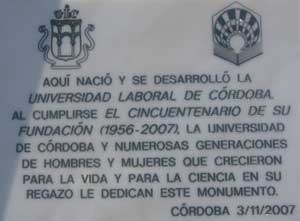 AQUÍ NACIÓ Y SE DESARROLLÓ LA
UNIVERSIDAD LABORAL DE CÓRDOBA.
AL CUMPLIRSE EL CINCUENTENARIO DE SU
FUNDACIÓN (1956-2007), LA UNIVERSIDAD
DE CÓRDOBA Y NUMEROSAS GENERACIONES
DE HOMBRES Y MUJERES QUE CRECIERON
PARA LA VIDA Y PARA LA CIENCIA EN SU
REGAZO LE DEDICAN ESTE MONUMENTO.
CÓRDOBA 3/11/2007